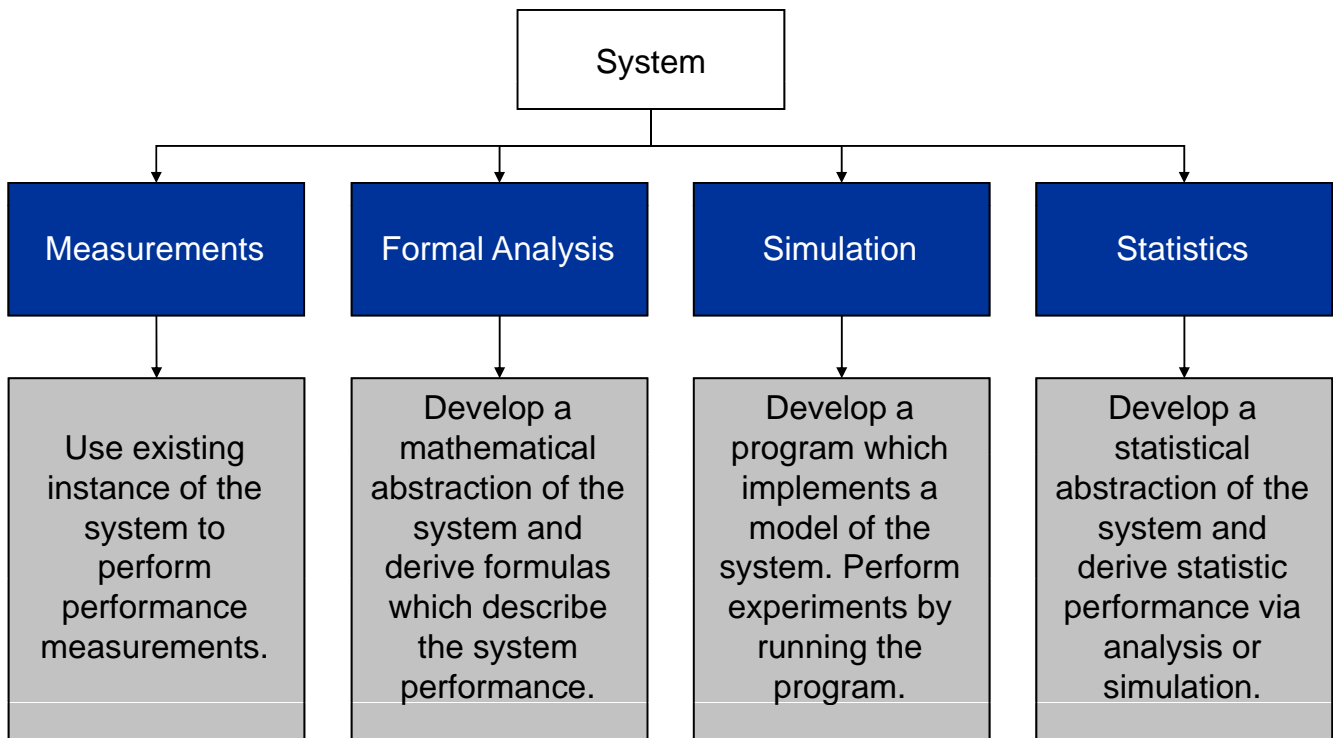 System
Measurements
Formal Analysis
Simulation
Statistics
Use existing
instance of the
system to
perform
performance
measurements.
Develop a
mathematical
abstraction of the
system and
derive formulas
which describe
the system
performance.
Develop a
program which
implements a
model of the
system. Perform
experiments by
running the
program.
Develop a
statistical
abstraction of the
system and
derive statistic
performance via
analysis or
simulation.